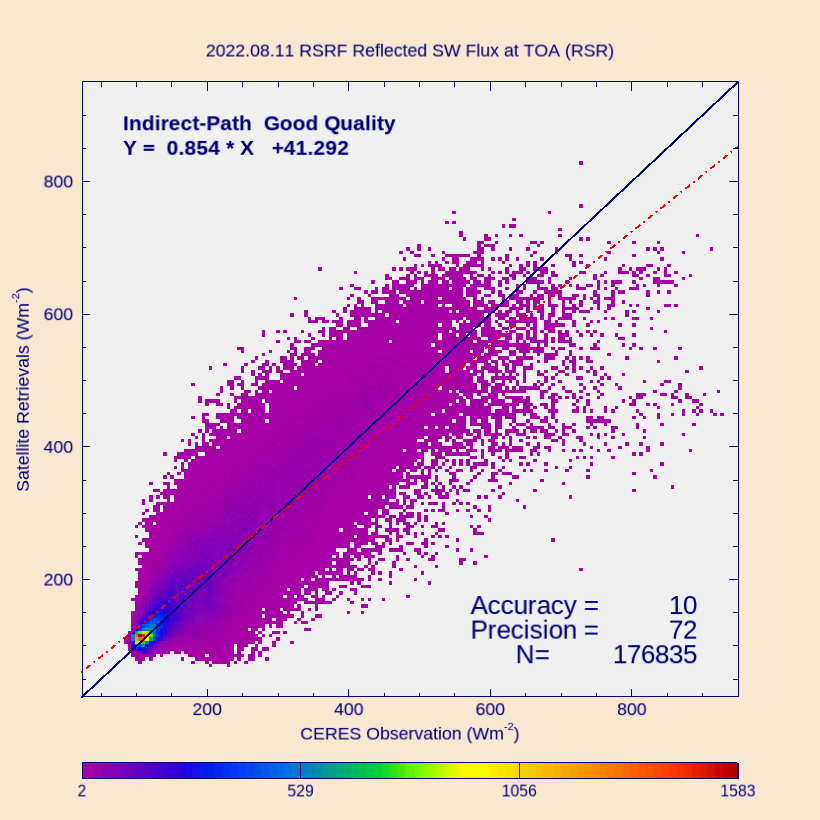 2022.08.11 RSRF Reflected SW Flux at TOA (RSR)
Indirect-Path  Good Quality
Y =  0.854 * X   +41.292
800
600
400
200
Satellite Retrievals (Wm-2)
Accuracy = 10
Precision = 72
N= 176835
200 400 600 800
CERES Observation (Wm-2)
2 529 1056 1583